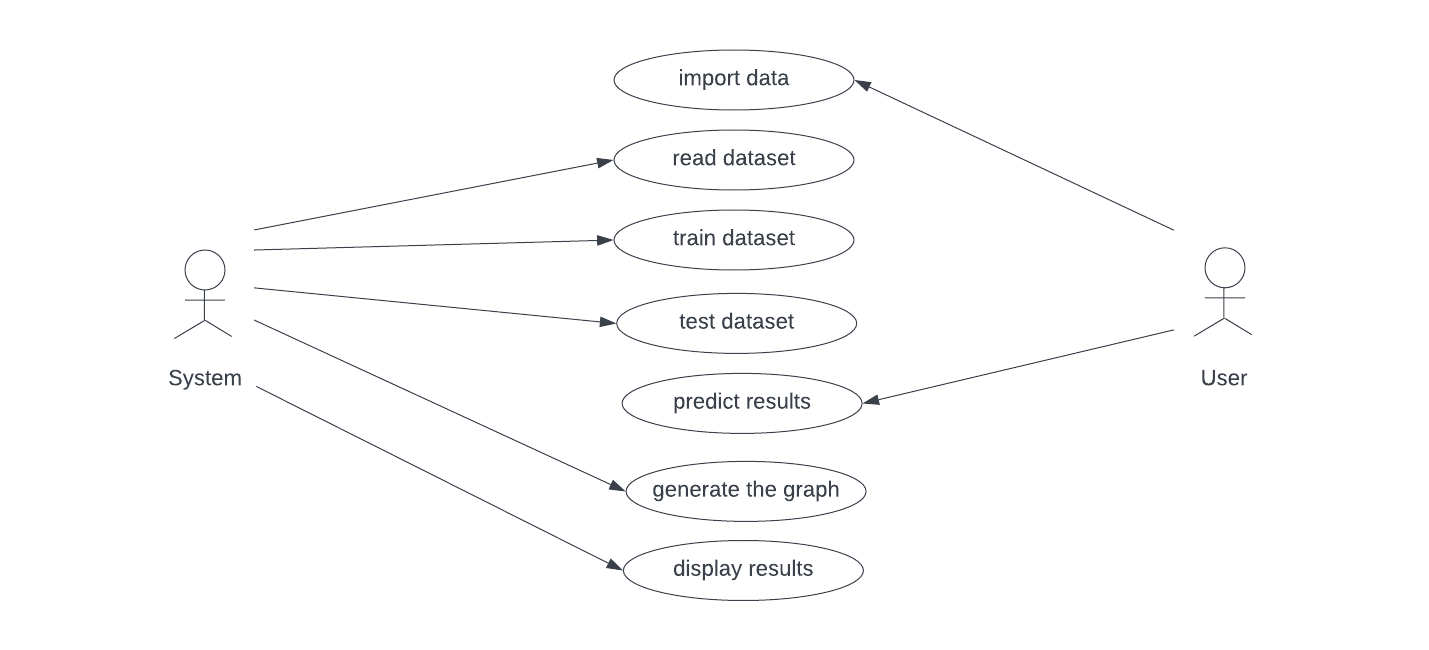 import data
read dataset
train dataset
test dataset
System
User
predict results
generate the graph
display results